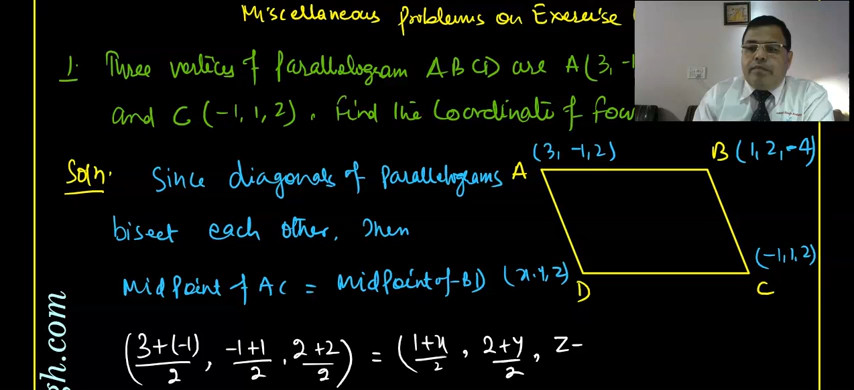 Miscellaneous problems on Exercise
1. Three vertices of parallelogram ABCD are A(3, -1
and C (-1, 1, 2). Find the Coordinate of fou
Soln. Since diagonals of parallelograms
bisect each other, then
Midpoint of AC = Midpoint of BD
A (3, -1, 2)
B (1, 2, -4)
(-1, 1, 2)
C
(x, y, z)
D
(3+(-1)/2, -1+1/2, 2+2/2) = (1+x/2, 2+y/2, z-
gh.com